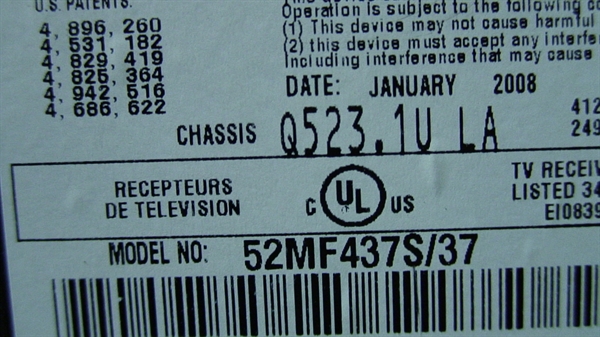 U.S. PATENTS:
4, 896, 260
4, 531, 182
4, 829, 419
4, 825, 364
4, 942, 516
4, 686, 622
Operation is subject to the following
(1) This device may not cause harmful
(2) this device must accept any interfe
Including interference that may cause
DATE: JANUARY 2008
CHASSIS Q523.1U LA
412
249
RECEPTEURS
DE TELEVISION
C UL US
TV RECEIV
LISTED 34
EI0839
MODEL NO: 52MF437S/37